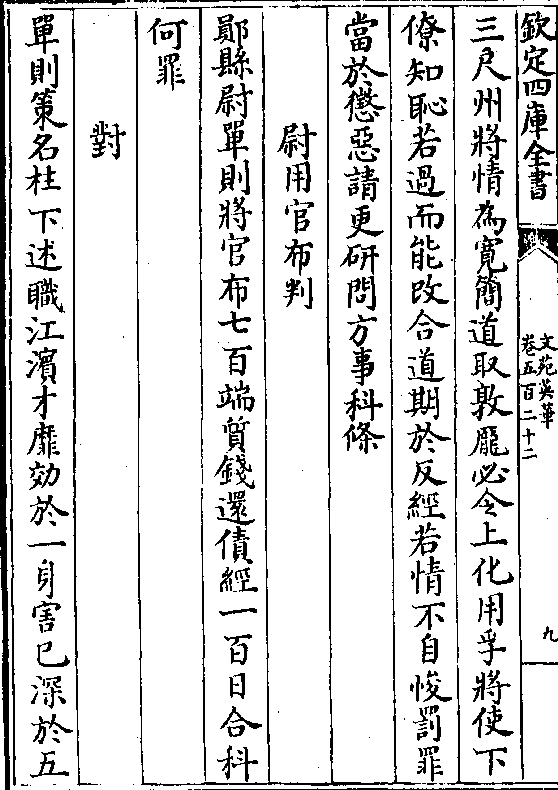 欽定四庫全書
文苑英華
卷五百二十二
九
三尺州將情為寛簡道取敦龎必令上化用孚將使下
僚知恥若過而能改合道期於反經若情不自悛罰罪
當於懲惡請更研問方事科條
尉用官布判
鄖縣尉單則將官布七百端質錢還債經一百日合科
何罪
對
單則策名柱下述職江濱才靡効於一身害已深於五